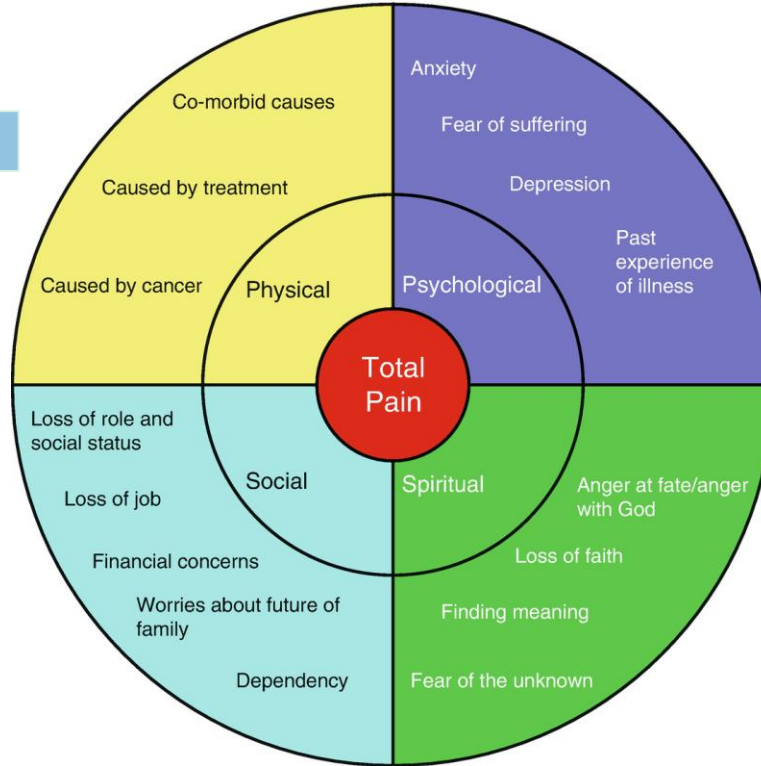 Co-morbid causes
Caused by treatment
Caused by cancer
Physical
Anxiety
Fear of suffering
Depression
Past
experience
of illness
Psychological
Total
Pain
Loss of role and
social status
Loss of job
Financial concerns
Worries about future of
family
Dependency
Social
Spiritual
Anger at fate/anger
with God
Loss of faith
Finding meaning
Fear of the unknown